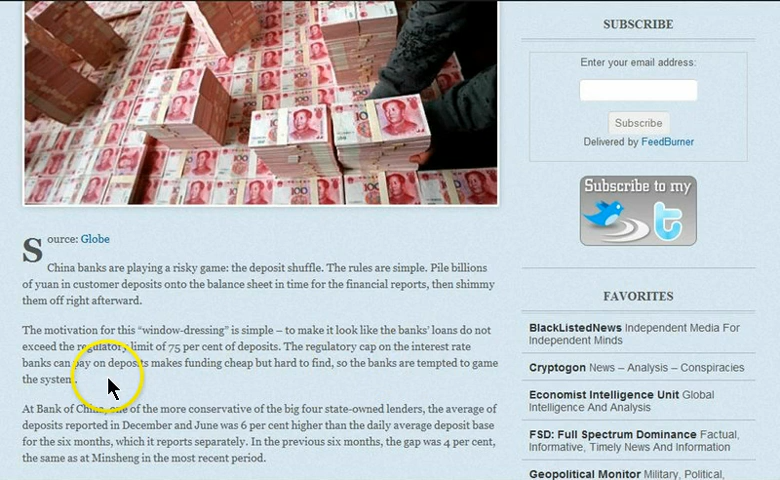 Source: Globe
China banks are playing a risky game: the deposit shuffle. The rules are simple. Pile billions
of yuan in customer deposits onto the balance sheet in time for the financial reports, then shimmy
them off right afterward.
The motivation for this “window-dressing” is simple – to make it look like the banks’ loans do not
exceed the regulatory limit of 75 per cent of deposits. The regulatory cap on the interest rate
banks can pay on deposits makes funding cheap but hard to find, so the banks are tempted to game
the system.
At Bank of China, one of the more conservative of the big four state-owned lenders, the average of
deposits reported in December and June was 6 per cent higher than the daily average deposit base
for the six months, which it reports separately. In the previous six months, the gap was 4 per cent,
the same as at Minsheng in the most recent period.
SUBSCRIBE
Enter your email address:
Subscribe
Delivered by FeedBurner
Subscribe to my
t
FAVORITES
BlackListedNews Independent Media For
Independent Minds
Cryptogon News – Analysis – Conspiracies
Economist Intelligence Unit Global
Intelligence And Analysis
FSD: Full Spectrum Dominance Factual,
Informative, Timely News And Information
Geopolitical Monitor Military, Political,
100
100
100